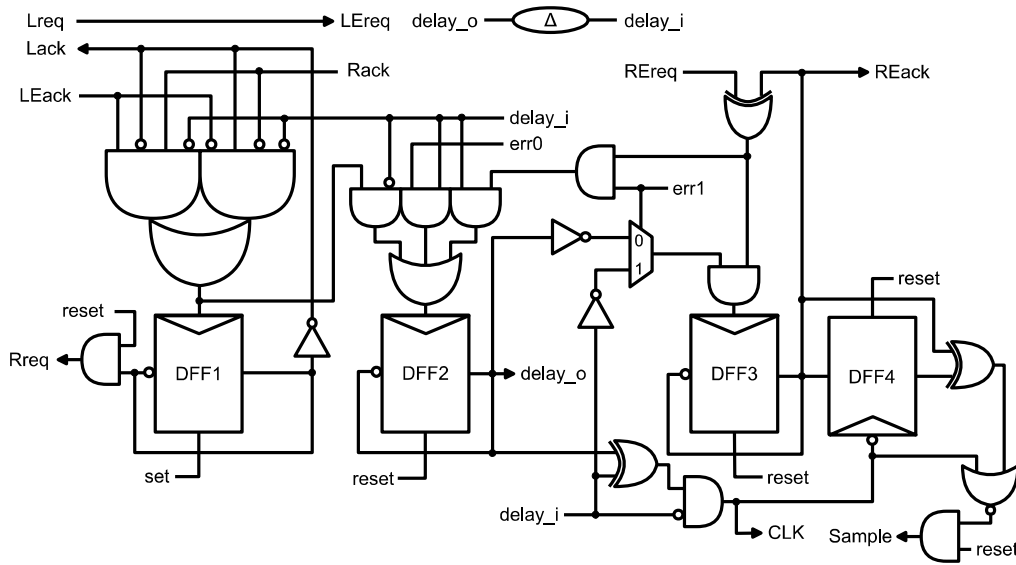 Lreq
LEreq
delay_o
Δ
delay_i
Lack
Rack
REreq
REack
LEack
delay_i
err0
err1
0
1
reset
reset
Rreq
DFF1
DFF2
delay_o
DFF3
DFF4
set
reset
reset
delay_i
CLK
Sample
reset